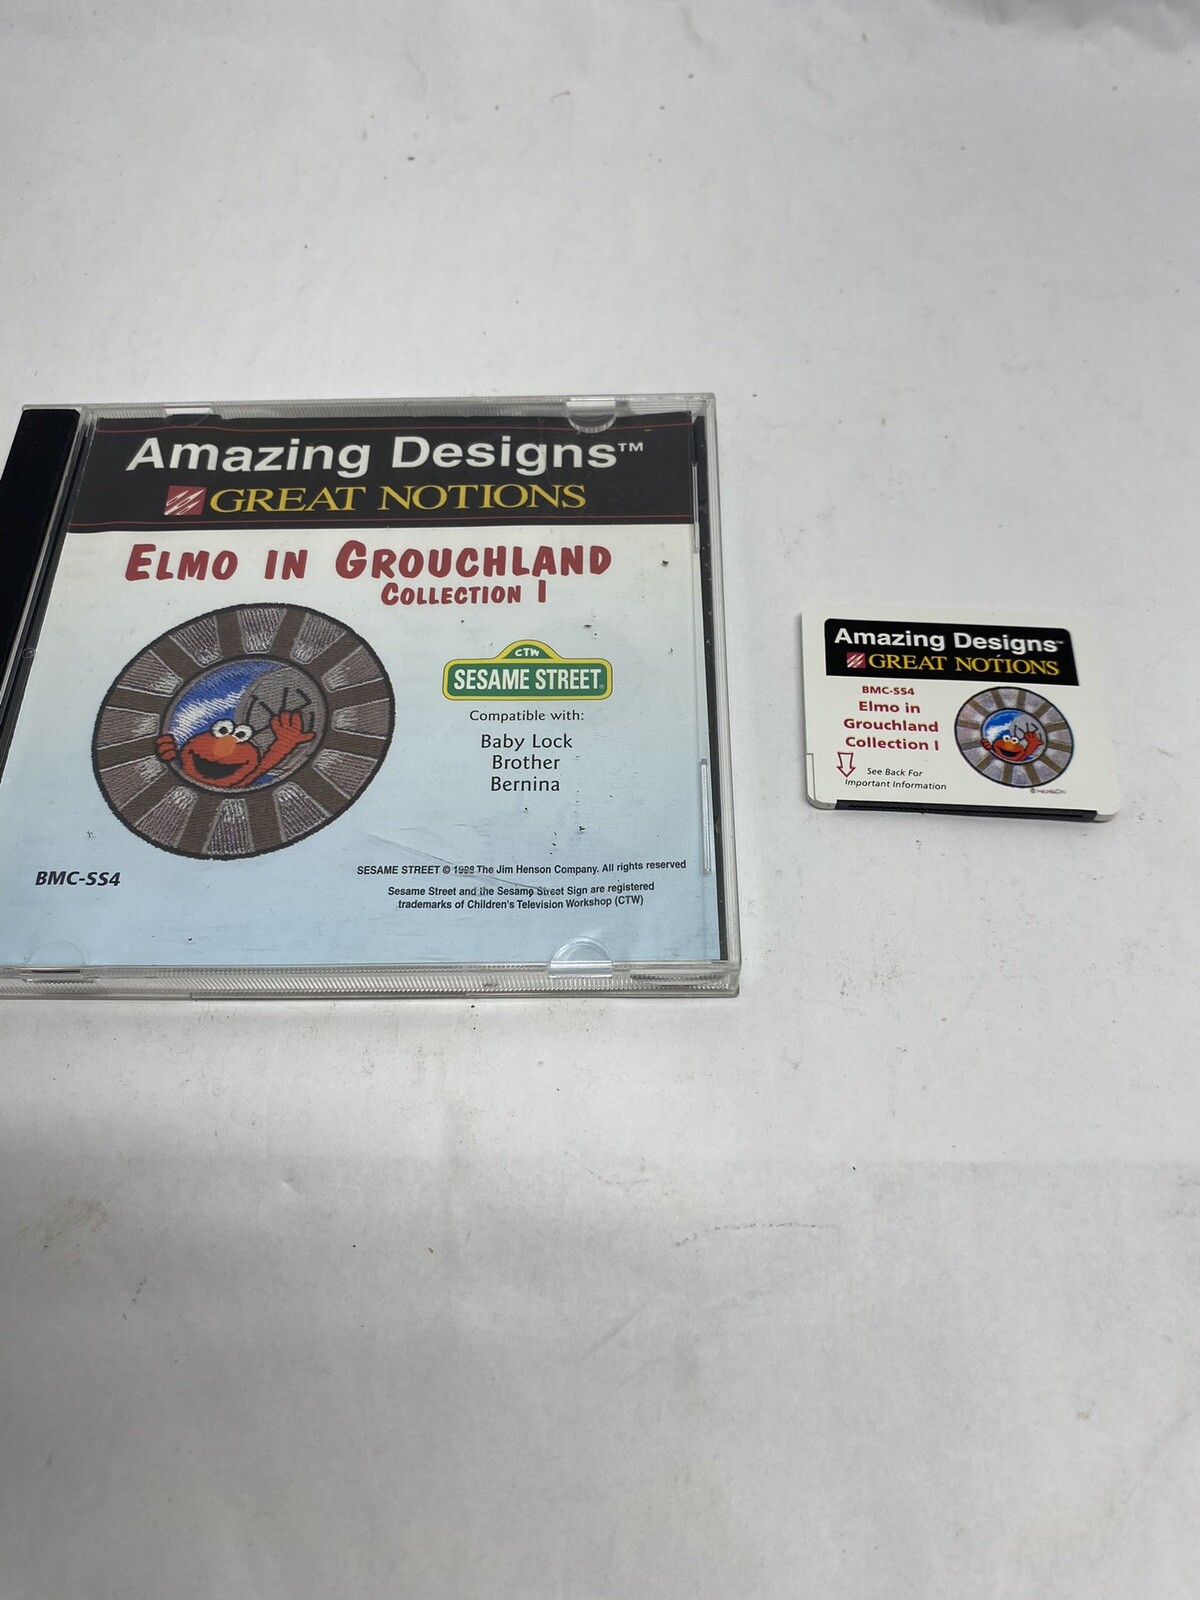 Amazing Designs™
GREAT NOTIONS
ELMO IN GROUCHLAND
COLLECTION I
CTW
SESAME STREET
Compatible with:
Baby Lock
Brother
Bernina
BMC-SS4
SESAME STREET © 1998 The Jim Henson Company. All rights reserved
Sesame Street and the Sesame Street Sign are registered
trademarks of Children's Television Workshop (CTW)
Amazing Designs™
GREAT NOTIONS
BMC-SS4
Elmo in
Grouchland
Collection I
See Back For
Important Information